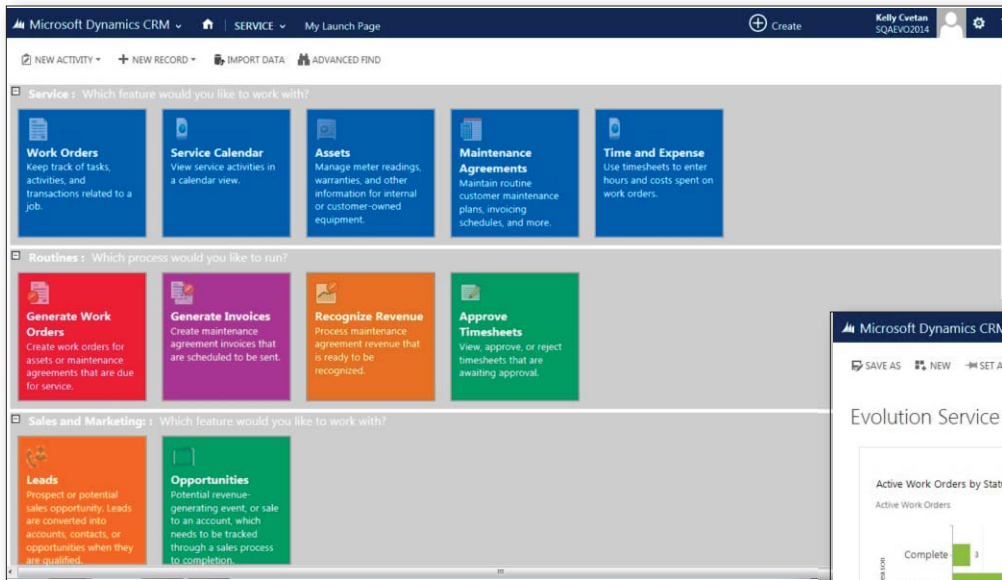 Microsoft Dynamics CRM SERVICE My Launch Page Create Kelly Cvetan
SQAEVO2014
NEW ACTIVITY NEW RECORD IMPORT DATA ADVANCED FIND
Service : Which feature would you like to work with?
Work Orders
Keep track of tasks,
activities, and
transactions related to a
job.
Service Calendar
View service activities in
a calendar view.
Assets
Manage meter readings,
warranties, and other
information for internal
or customer-owned
equipment.
Maintenance
Agreements
Maintain routine
customer maintenance
plans, invoicing
schedules, and more.
Time and Expense
Use timesheets to enter
hours and costs spent on
work orders.
Routines : Which process would you like to run?
Generate Work
Orders
Create work orders for
assets or maintenance
agreements that are due
for service.
Generate Invoices
Create maintenance
agreement invoices that
are scheduled to be sent.
Recognize Revenue
Process maintenance
agreement revenue that
is ready to be
recognized.
Approve
Timesheets
View, approve, or reject
timesheets that are
awaiting approval.
Sales and Marketing: : Which feature would you like to work with?
Leads
Prospect or potential
sales opportunity. Leads
are converted into
accounts, contacts, or
opportunities when they
are qualified.
Opportunities
Potential revenue-
generating event, or sale
to an account, which
needs to be tracked
through a sales process
to completion.
Microsoft Dynamics CRM
SAVE AS NEW SET A
Evolution Service
Active Work Orders by Statu
Active Work Orders
Complete 3